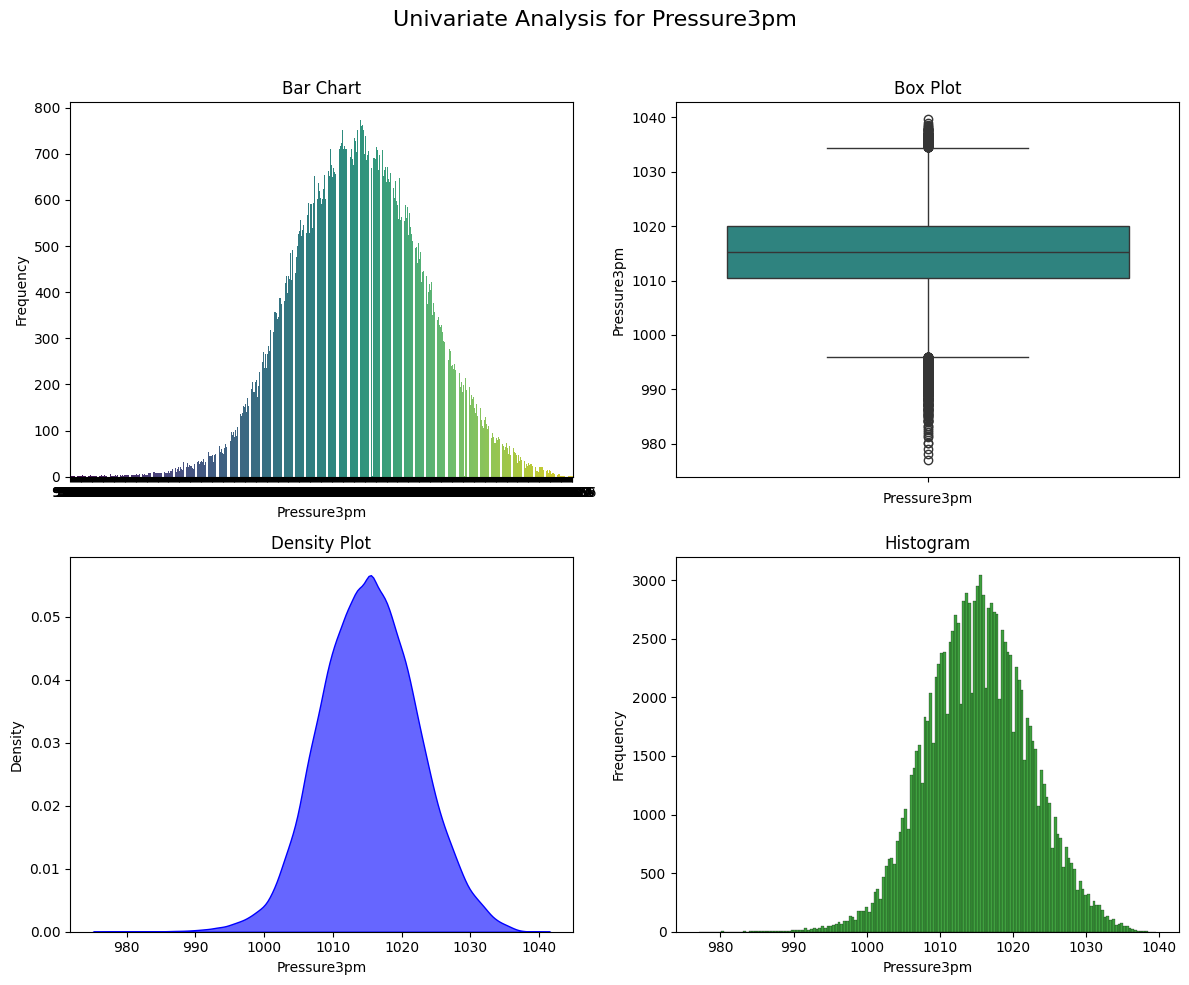 Univariate Analysis for Pressure3pm
Bar Chart
800
700
600
500
400
300
200
100
0
Frequency
Pressure3pm
Box Plot
1040
1030
1020
1010
1000
990
980
Pressure3pm
Pressure3pm
Density Plot
0.05
0.04
0.03
0.02
0.01
0.00
Density
980 990 1000 1010 1020 1030 1040
Pressure3pm
Histogram
3000
2500
2000
1500
1000
500
0
Frequency
980 990 1000 1010 1020 1030 1040
Pressure3pm